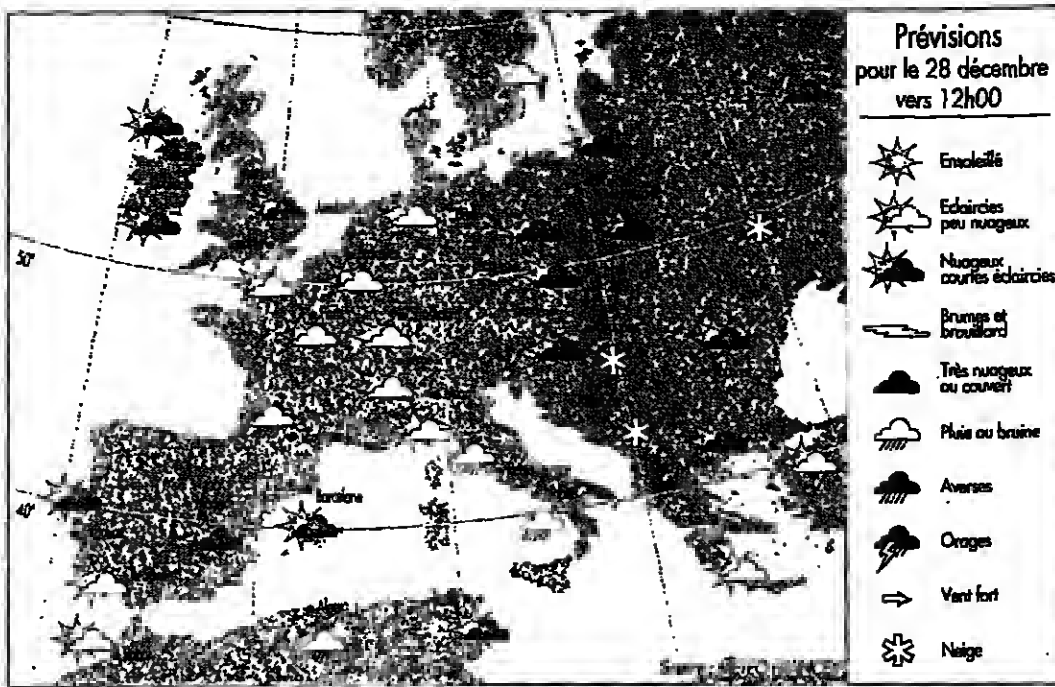 Prévisions
pour le 28 décembre
vers 12h00
Ensoleillé
Eclaircies
peu nuageux
Nuageux
courtes éclaircies
Brumes et
brouillard
Très nuageux
ou couvert
Pluie ou bruine
Averses
Orages
Vent fort
Neige
50°
40°
Barcelone